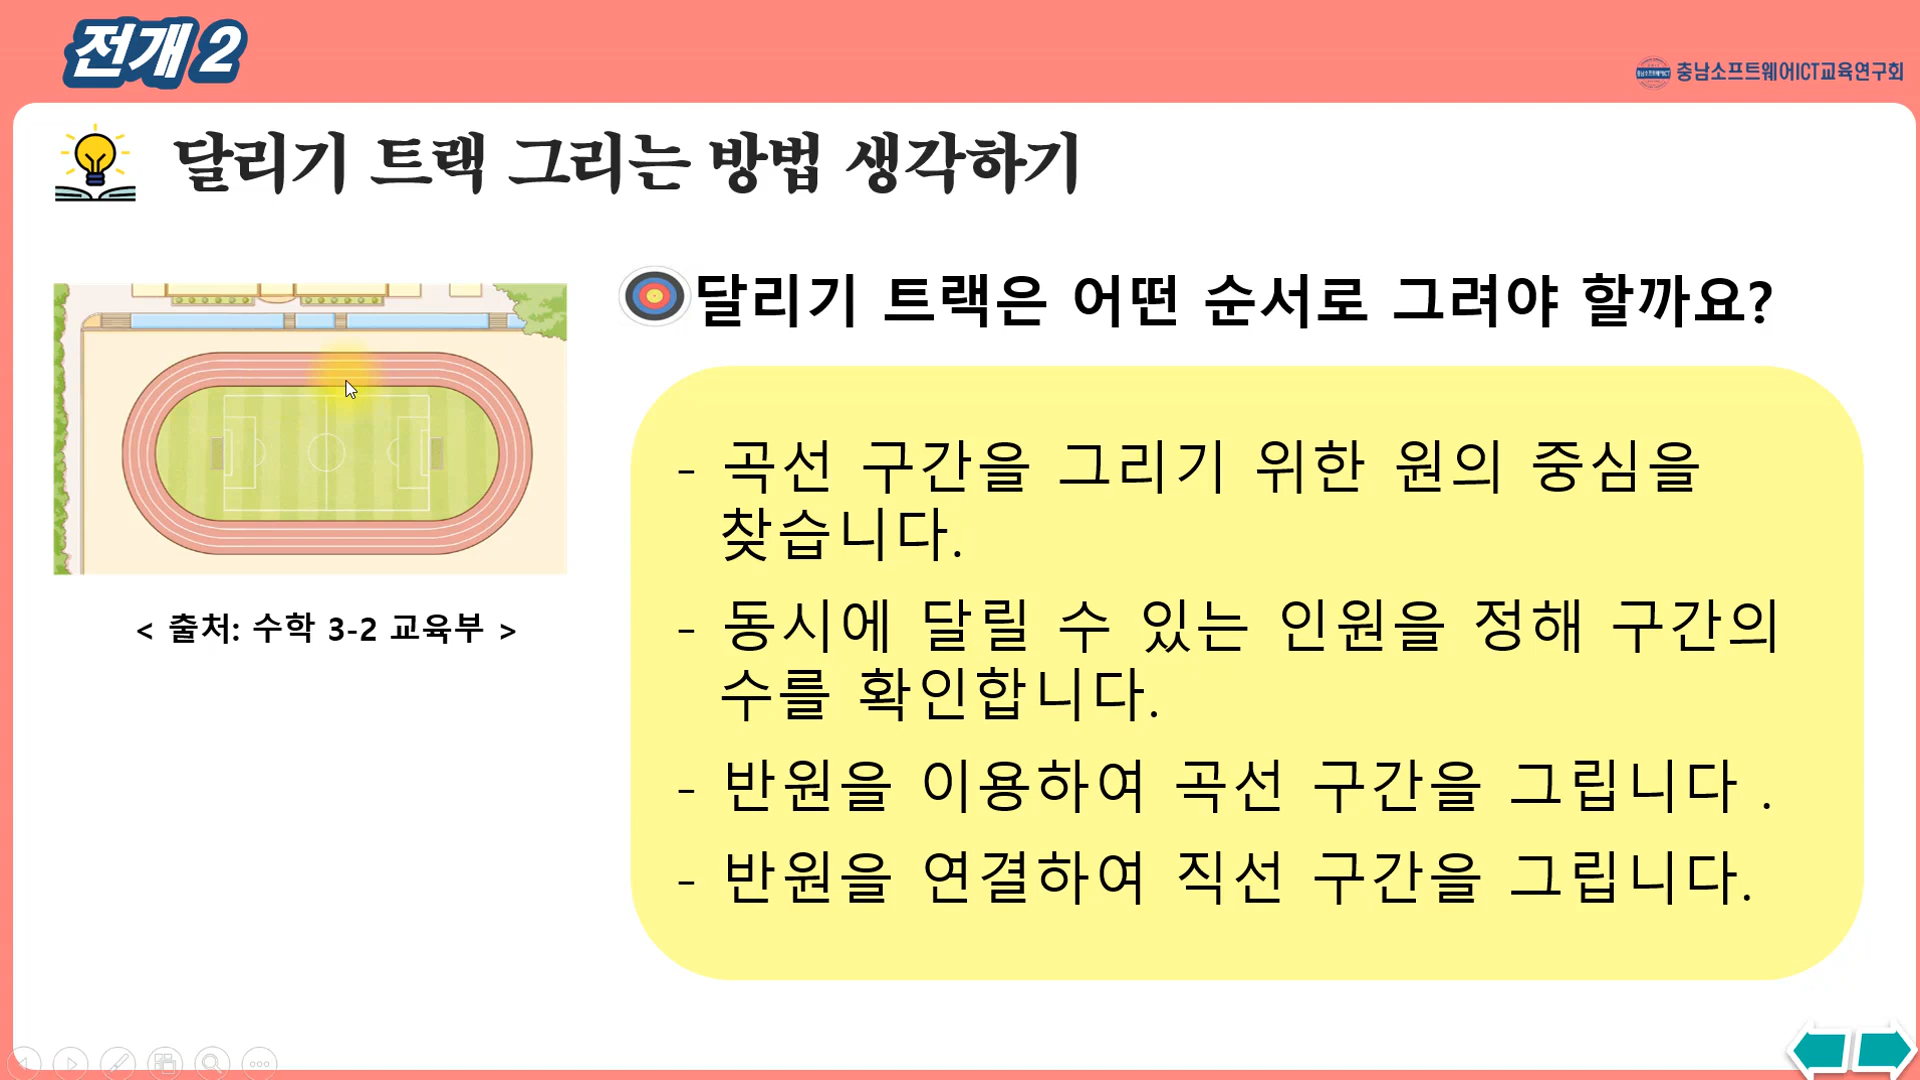 전개 2
충남소프트웨어ICT교육연구회
달리기 트랙 그리는 방법 생각하기
달리기 트랙은 어떤 순서로 그려야 할까요?
- 곡선 구간을 그리기 위한 원의 중심을
찾습니다.
- 동시에 달릴 수 있는 인원을 정해 구간의
수를 확인합니다.
- 반원을 이용하여 곡선 구간을 그립니다 .
- 반원을 연결하여 직선 구간을 그립니다.
< 출처: 수학 3-2 교육부 >